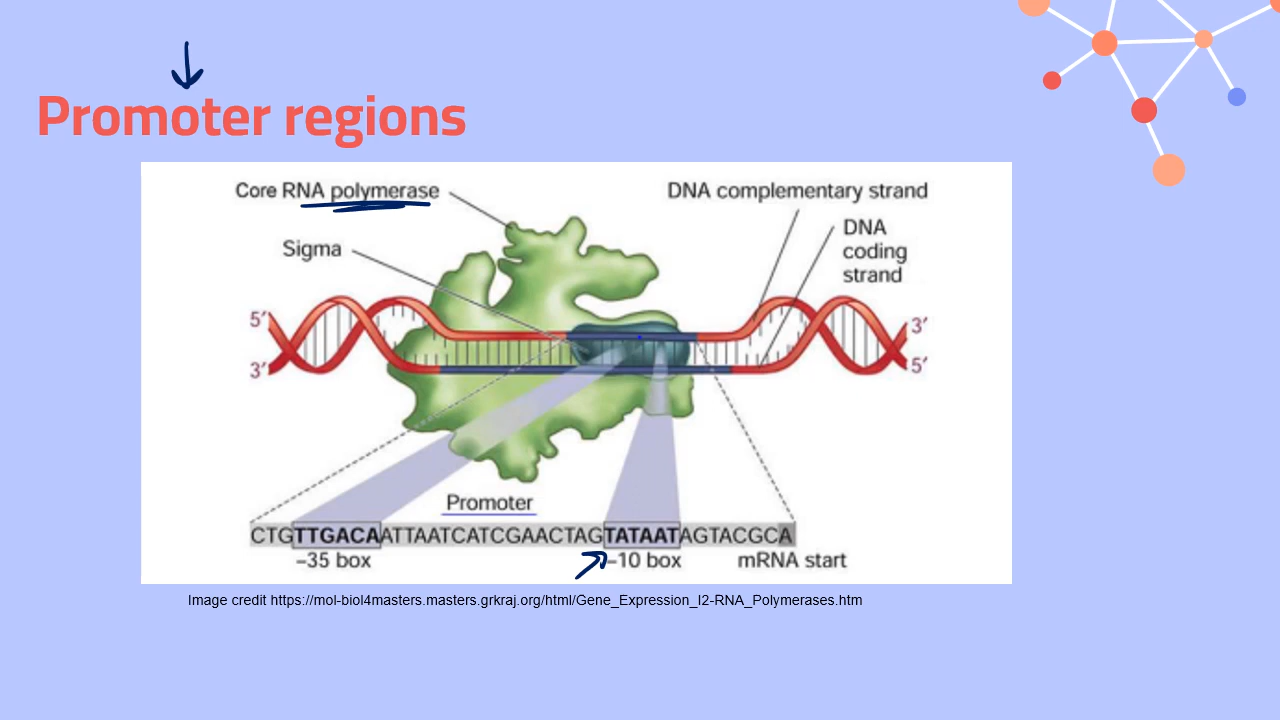 Promoter regions
Core RNA polymerase
DNA complementary strand
Sigma
DNA
coding
strand
5′
3′
3′
5′
Promoter
CTGTTGACAATTAATCATCGAACTAGTATAATAGTACGCA
–35 box
–10 box
mRNA start
Image credit https://mol-biol4masters.masters.grkraj.org/html/Gene_Expression_I2-RNA_Polymerases.htm